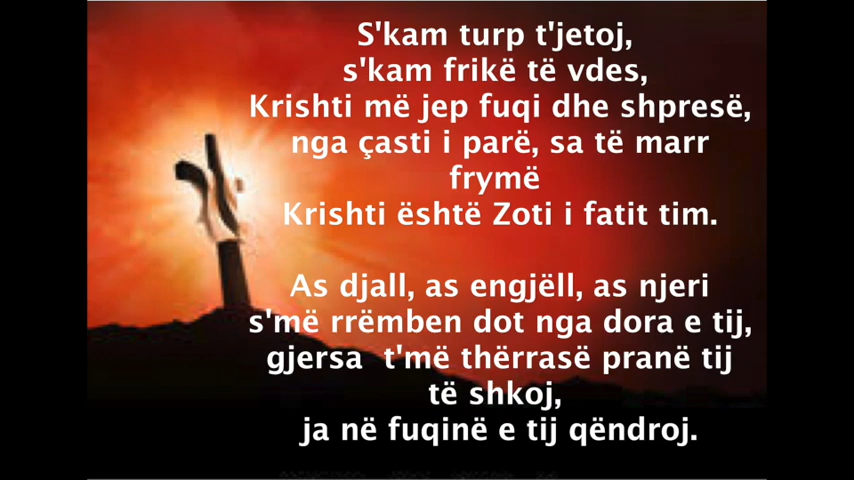 S'kam turp t'jetoj,
s'kam frikë të vdes,
Krishti më jep fuqi dhe shpresë,
nga çasti i parë, sa të marr
frymë
Krishti është Zoti i fatit tim.
As djall, as engjëll, as njeri
s'më rrëmben dot nga dora e tij,
gjersa t'më thërrasë pranë tij
të shkoj,
ja në fuqinë e tij qëndroj.